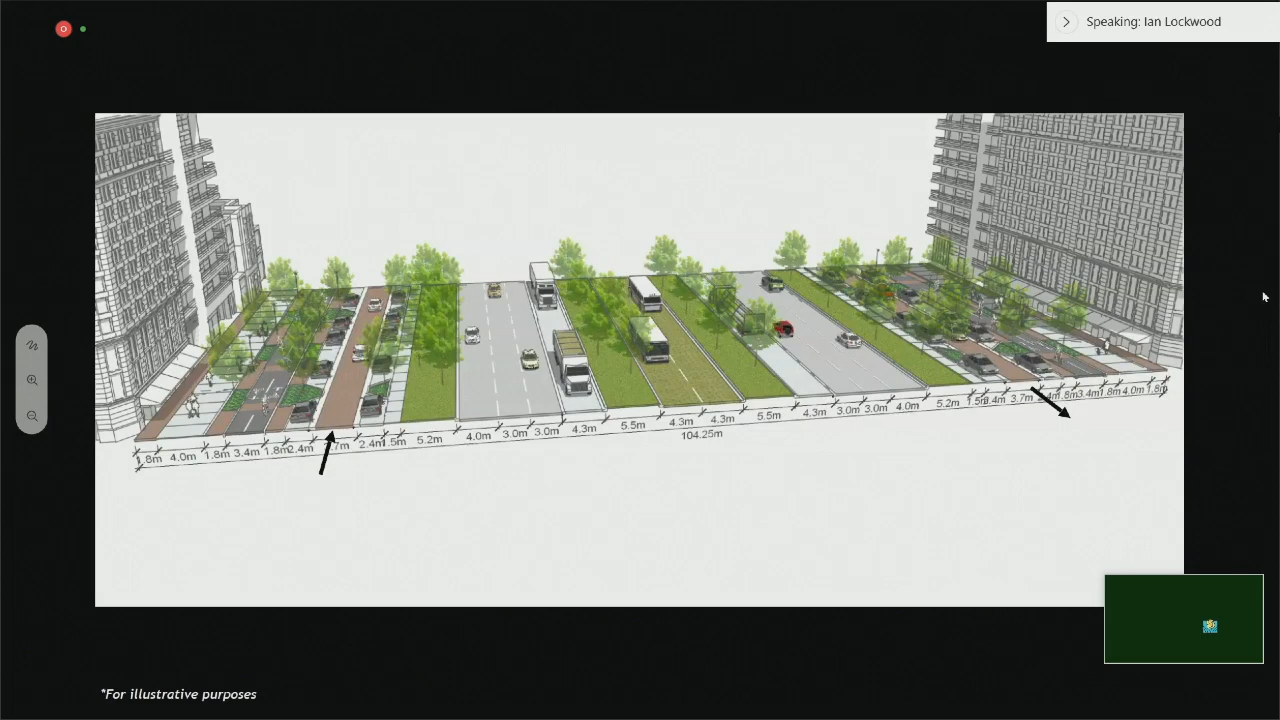 Speaking: Ian Lockwood
1.8m 4.0m 1.8m 3.4m 1.8m 2.4m 7m 2.4m 1.5m 5.2m 4.0m 3.0m 3.0m 4.3m 5.5m 4.3m 4.3m 5.5m 4.3m 3.0m 3.0m 4.0m 5.2m 3.7m 1.8m 3.4m 1.8m 4.0m 1.8m
104.25m
*For illustrative purposes